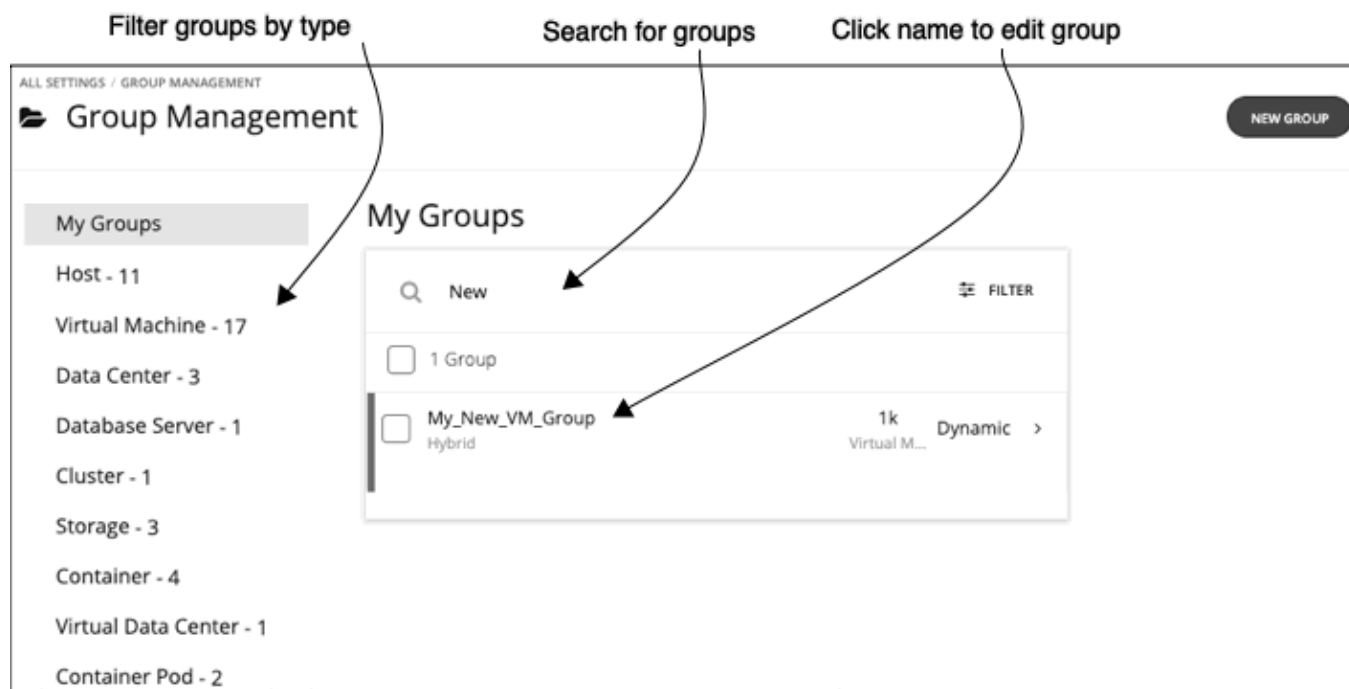 Filter groups by type
Search for groups
Click name to edit group
ALL SETTINGS / GROUP MANAGEMENT
Group Management
NEW GROUP
My Groups
Host - 11
Virtual Machine - 17
Data Center - 3
Database Server - 1
Cluster - 1
Storage - 3
Container - 4
Virtual Data Center - 1
Container Pod - 2
My Groups
New
FILTER
1 Group
My_New_VM_Group
Hybrid
1k
Virtual M...
Dynamic